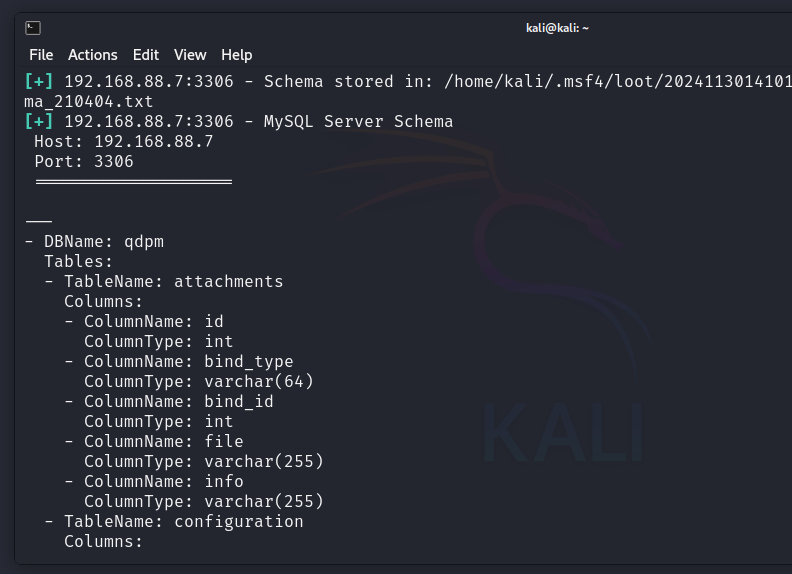 kali@kali: ~
File Actions Edit View Help
[+] 192.168.88.7:3306 - Schema stored in: /home/kali/.msf4/loot/2024113014101
ma_210404.txt
[+] 192.168.88.7:3306 - MySQL Server Schema
Host: 192.168.88.7
Port: 3306
====================
---
- DBName: qdpm
Tables:
- TableName: attachments
Columns:
- ColumnName: id
ColumnType: int
- ColumnName: bind_type
ColumnType: varchar(64)
- ColumnName: bind_id
ColumnType: int
- ColumnName: file
ColumnType: varchar(255)
- ColumnName: info
ColumnType: varchar(255)
- TableName: configuration
Columns:
KALI